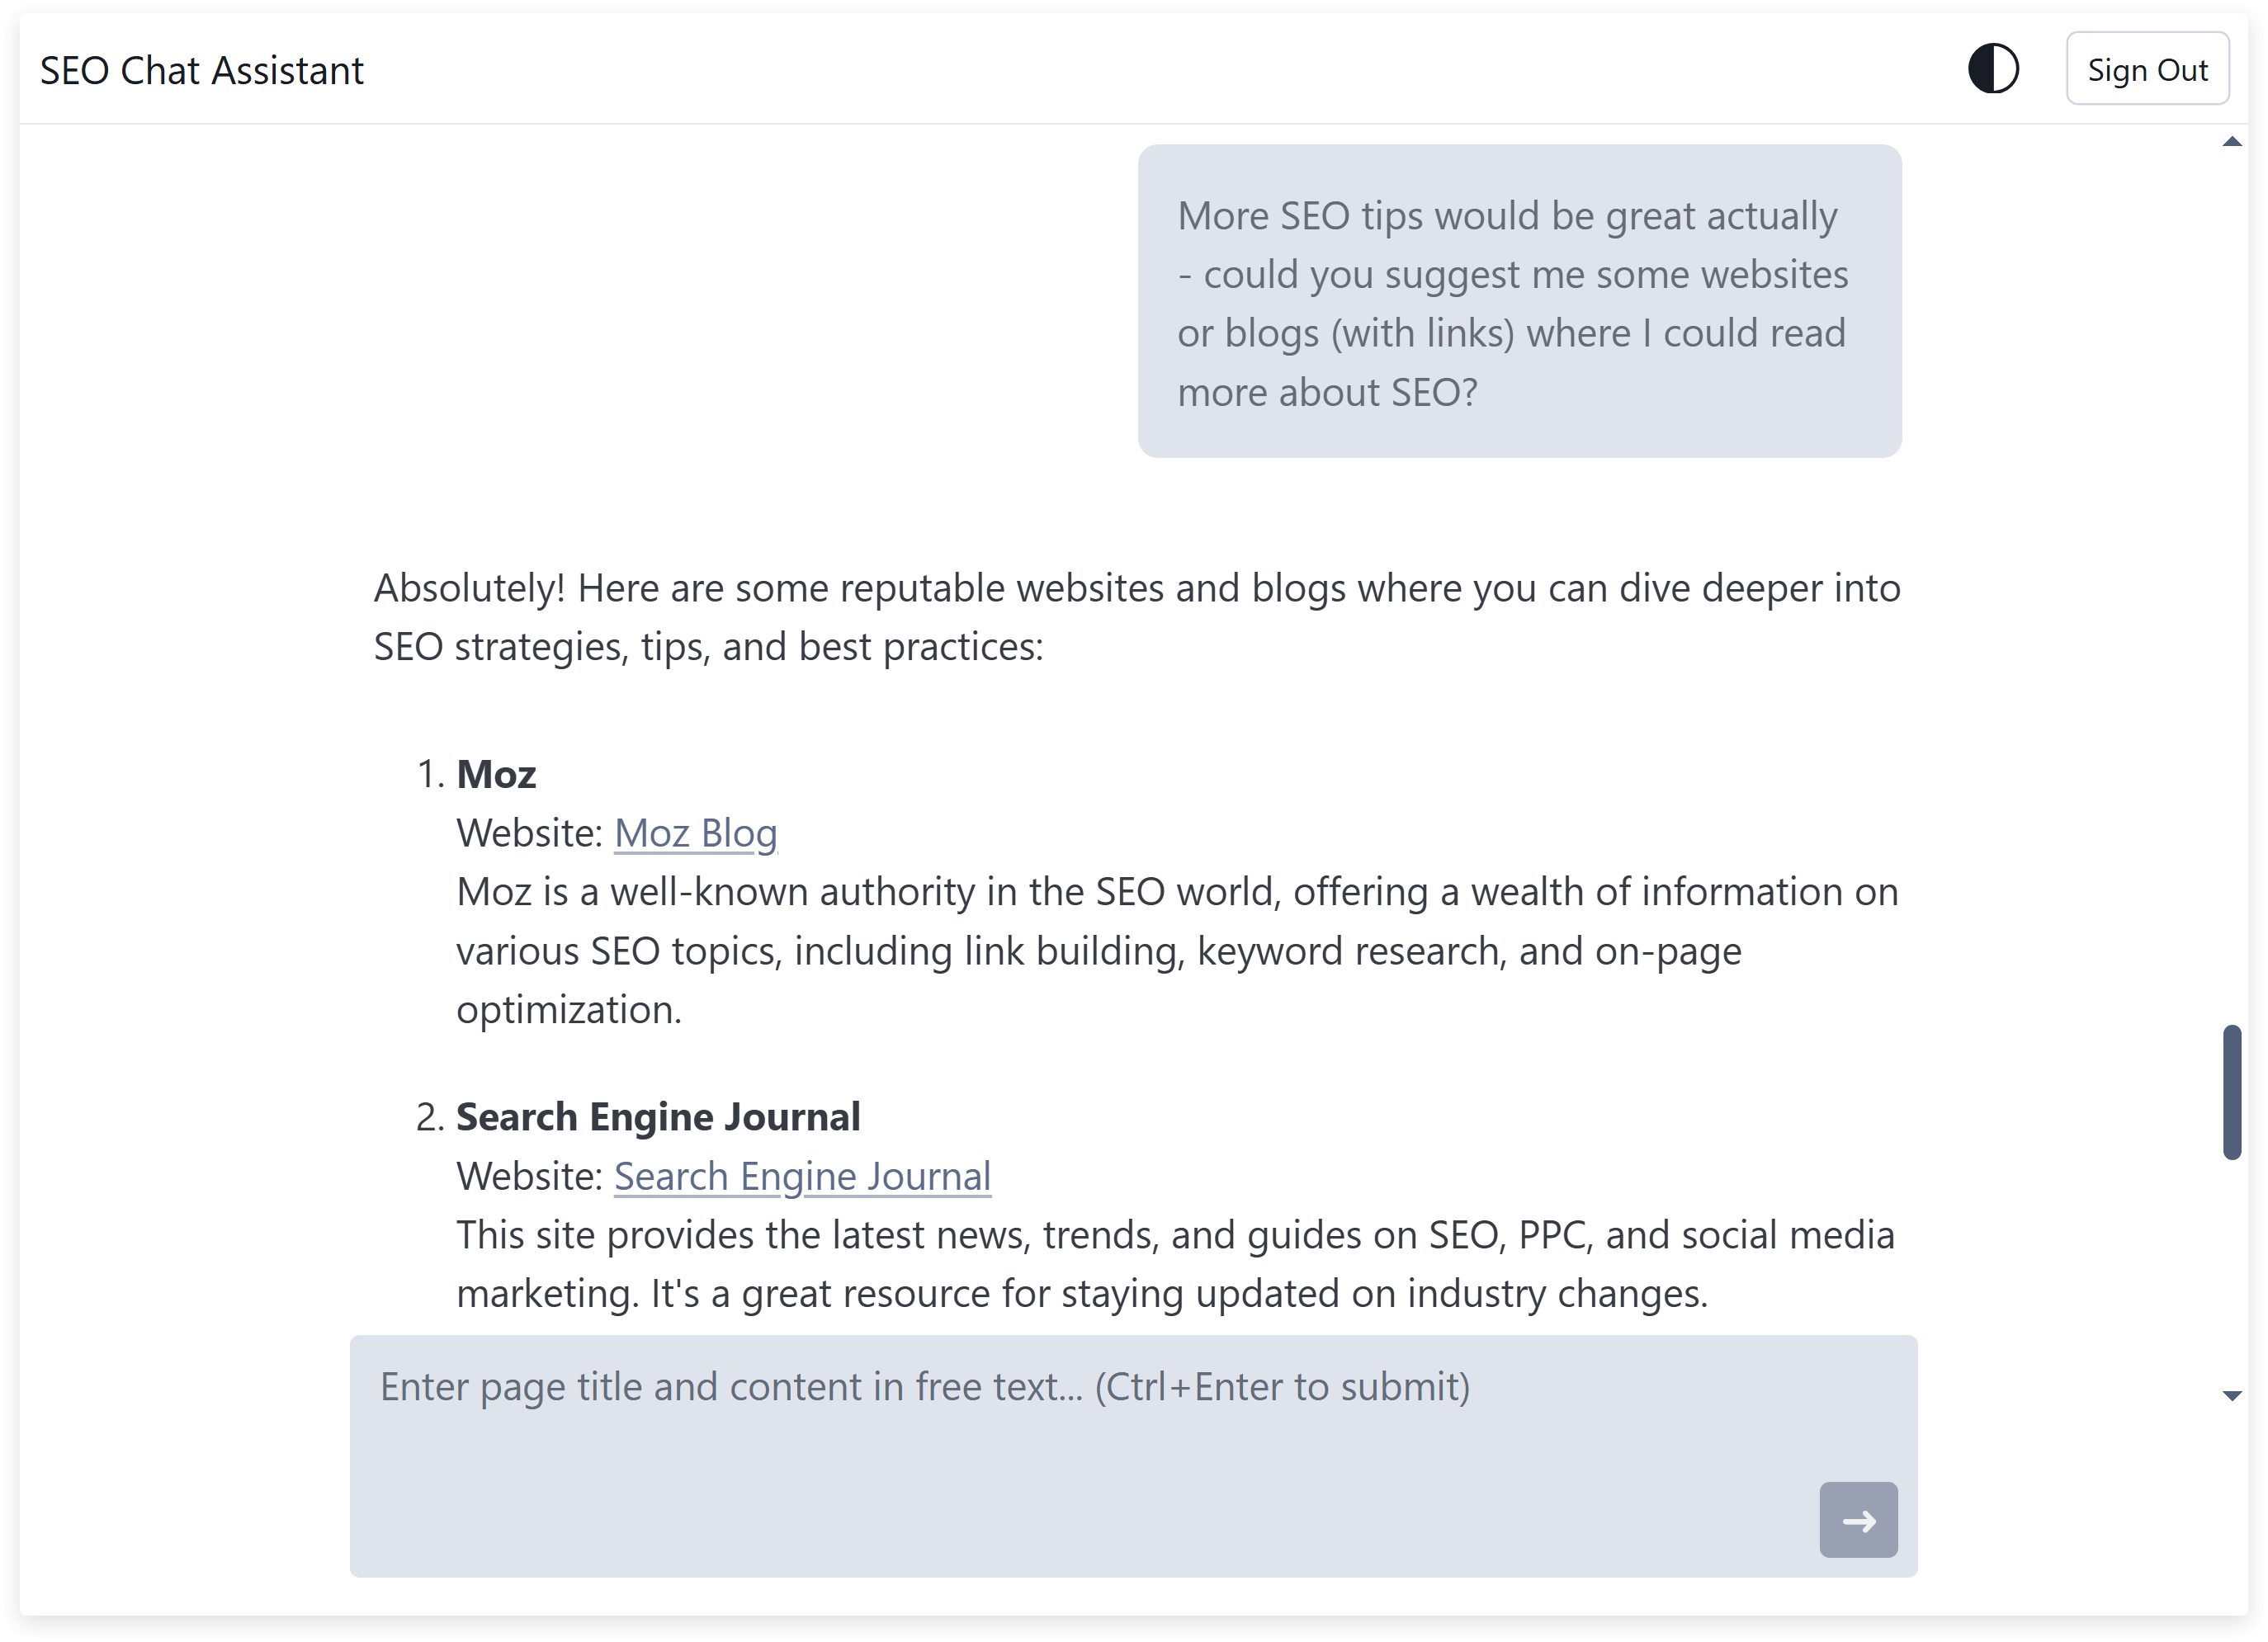 SEO Chat Assistant
Sign Out
More SEO tips would be great actually
- could you suggest me some websites
or blogs (with links) where I could read
more about SEO?
Absolutely! Here are some reputable websites and blogs where you can dive deeper into
SEO strategies, tips, and best practices:
1. Moz
Website: Moz Blog
Moz is a well-known authority in the SEO world, offering a wealth of information on
various SEO topics, including link building, keyword research, and on-page
optimization.
2. Search Engine Journal
Website: Search Engine Journal
This site provides the latest news, trends, and guides on SEO, PPC, and social media
marketing. It's a great resource for staying updated on industry changes.
Enter page title and content in free text... (Ctrl+Enter to submit)